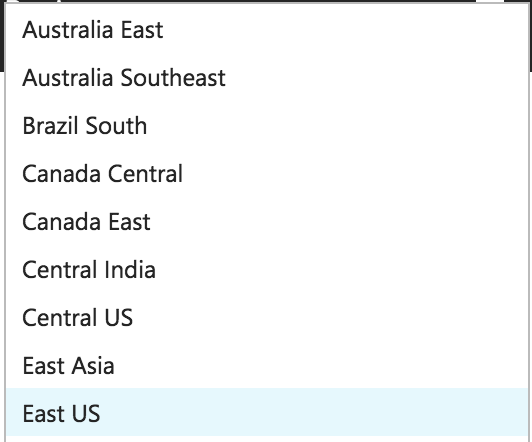 Australia East
Australia Southeast
Brazil South
Canada Central
Canada East
Central India
Central US
East Asia
East US